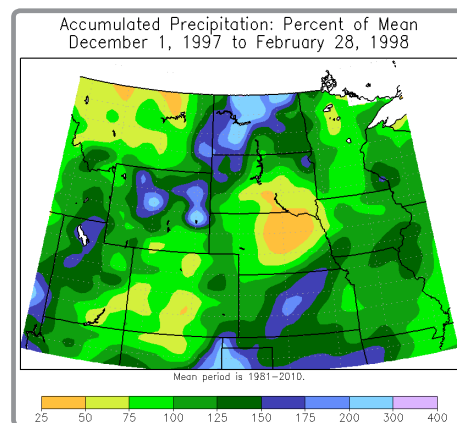 Accumulated Precipitation: Percent of Mean
December 1, 1997 to February 28, 1998
Mean period is 1981-2010.
25 50 75 100 125 150 175 200 300 400